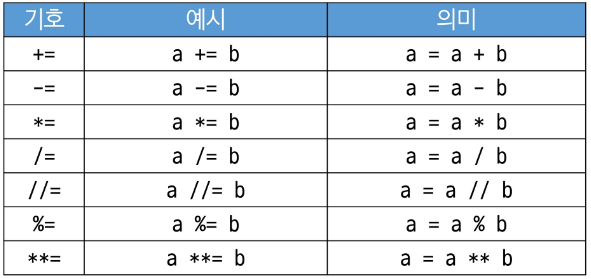 기호 예시 의미
+= a += b a = a + b
-= a -= b a = a - b
*= a *= b a = a * b
/= a /= b a = a / b
//= a //= b a = a // b
%= a %= b a = a % b
**= a **= b a = a ** b